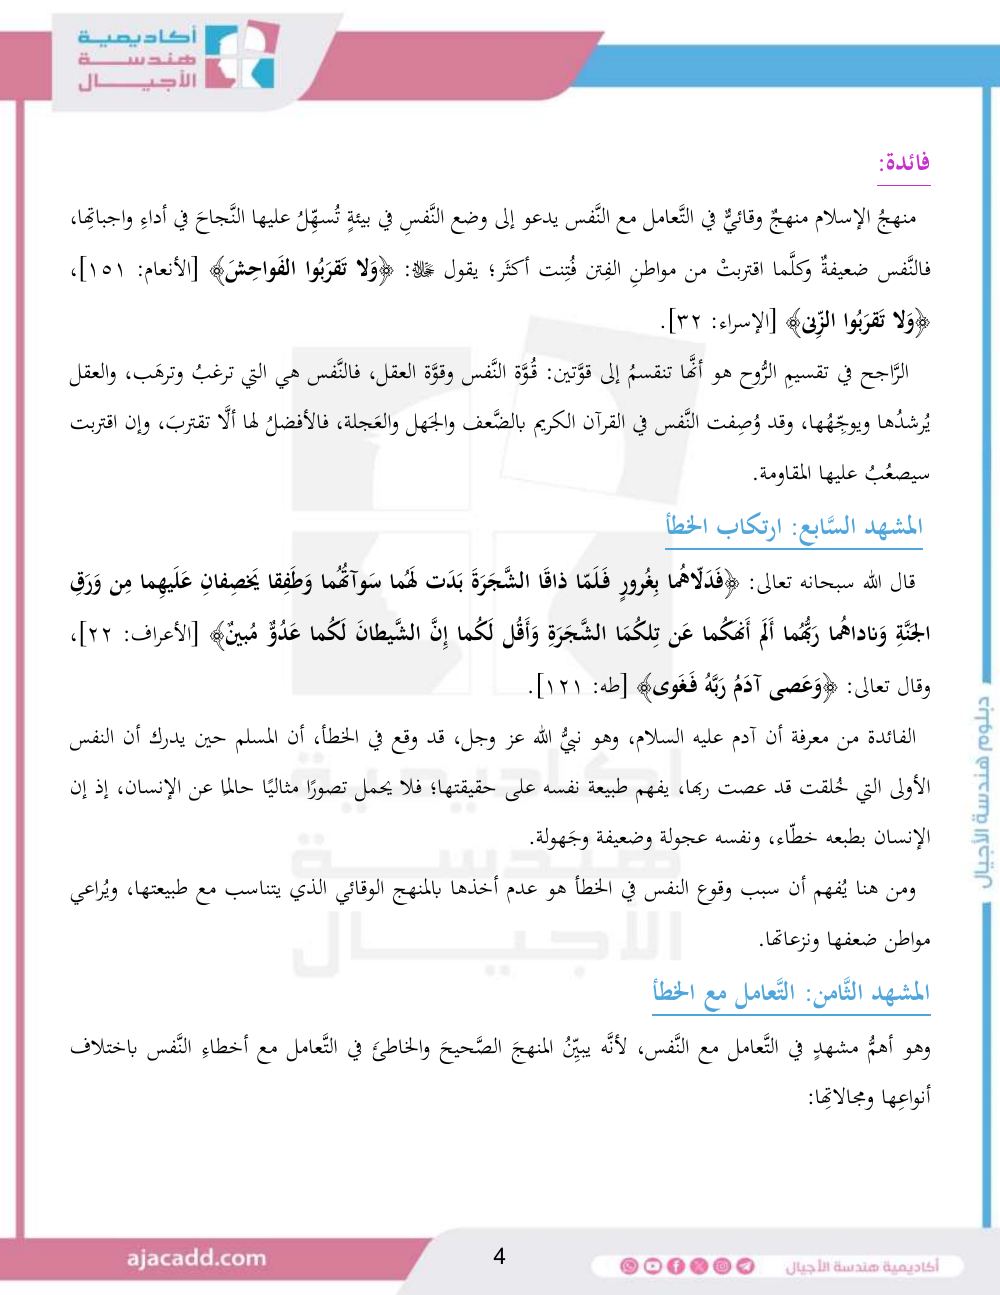 أكاديمية
هندسة
الأجيال
فائدة:
منهجُ الإسلام منهجٌ وقائيٌّ في التَّعامل مع النَّفس يدعو إلى وضع النَّفسِ في بيئةٍ تُسهِّلُ عليها النَّجاحَ في أداءِ واجباتِها،
فالنَّفس ضعيفةٌ وكلَّما اقتربتْ من مواطنِ الفِتن فُتِنت أكثَر؛ يقول ﷻ: ﴿وَلا تَقرَبُوا الفَواحِشَ﴾ [الأنعام: ١٥١]،
﴿وَلا تَقرَبُوا الزِّنى﴾ [الإسراء: ٣٢].
الرَّاجح في تقسيمِ الرُّوح هو أنَّها تنقسمُ إلى قوَّتين: قُوَّة النَّفس وقوَّة العقل، فالنَّفس هي التي ترغبُ وترهَب، والعقل
يُرشدُها ويوجِّهُها، وقد وُصِفت النَّفس في القرآن الكريم بالضَّعف والجَهل والعَجلة، فالأفضلُ لها ألَّا تقتربَ، وإن اقتربت
سيصعُبُ عليها المقاومة.
المشهد السَّابع: ارتكاب الخطأ
قال الله سبحانه تعالى: ﴿فَدَلّاهُما بِغُرورٍ فَلَمّا ذاقَا الشَّجَرَةَ بَدَت لَهُما سَوآتُهُما وَطَفِقا يَخصِفانِ عَلَيهِما مِن وَرَقِ
الجَنَّةِ وَناداهُما رَبُّهُما أَلَم أَنهَكُما عَن تِلكُمَا الشَّجَرَةِ وَأَقُل لَكُما إِنَّ الشَّيطانَ لَكُما عَدُوٌّ مُبينٌ﴾ [الأعراف: ٢٢]،
وقال تعالى: ﴿وَعَصى آدَمُ رَبَّهُ فَغَوى﴾ [طه: ١٢١].
الفائدة من معرفة أن آدم عليه السلام، وهو نبيُّ الله عز وجل، قد وقع في الخطأ، أن المسلم حين يدرك أن النفس
الأولى التي خُلقت قد عصت ربها، يفهم طبيعة نفسه على حقيقتها؛ فلا يحمل تصورًا مثاليًا حالمًا عن الإنسان، إذ إن
الإنسان بطبعه خطّاء، ونفسه عجولة وضعيفة وجَهولة.
ومن هنا يُفهم أن سبب وقوع النفس في الخطأ هو عدم أخذها بالمنهج الوقائي الذي يتناسب مع طبيعتها، ويُراعي
مواطن ضعفها ونزعاتها.
المشهد الثَّامن: التَّعامل مع الخطأ
وهو أهمُّ مشهدٍ في التَّعامل مع النَّفس، لأنَّه يبيِّنُ المنهجَ الصَّحيحَ والخاطئَ في التَّعامل مع أخطاءِ النَّفس باختلاف
أنواعِها ومجالاتِها:
دبلوم هندسة الأجيال
أكاديمية
هندسة
الأجيال
ajacadd.com
4
أكاديمية هندسة الأجيال